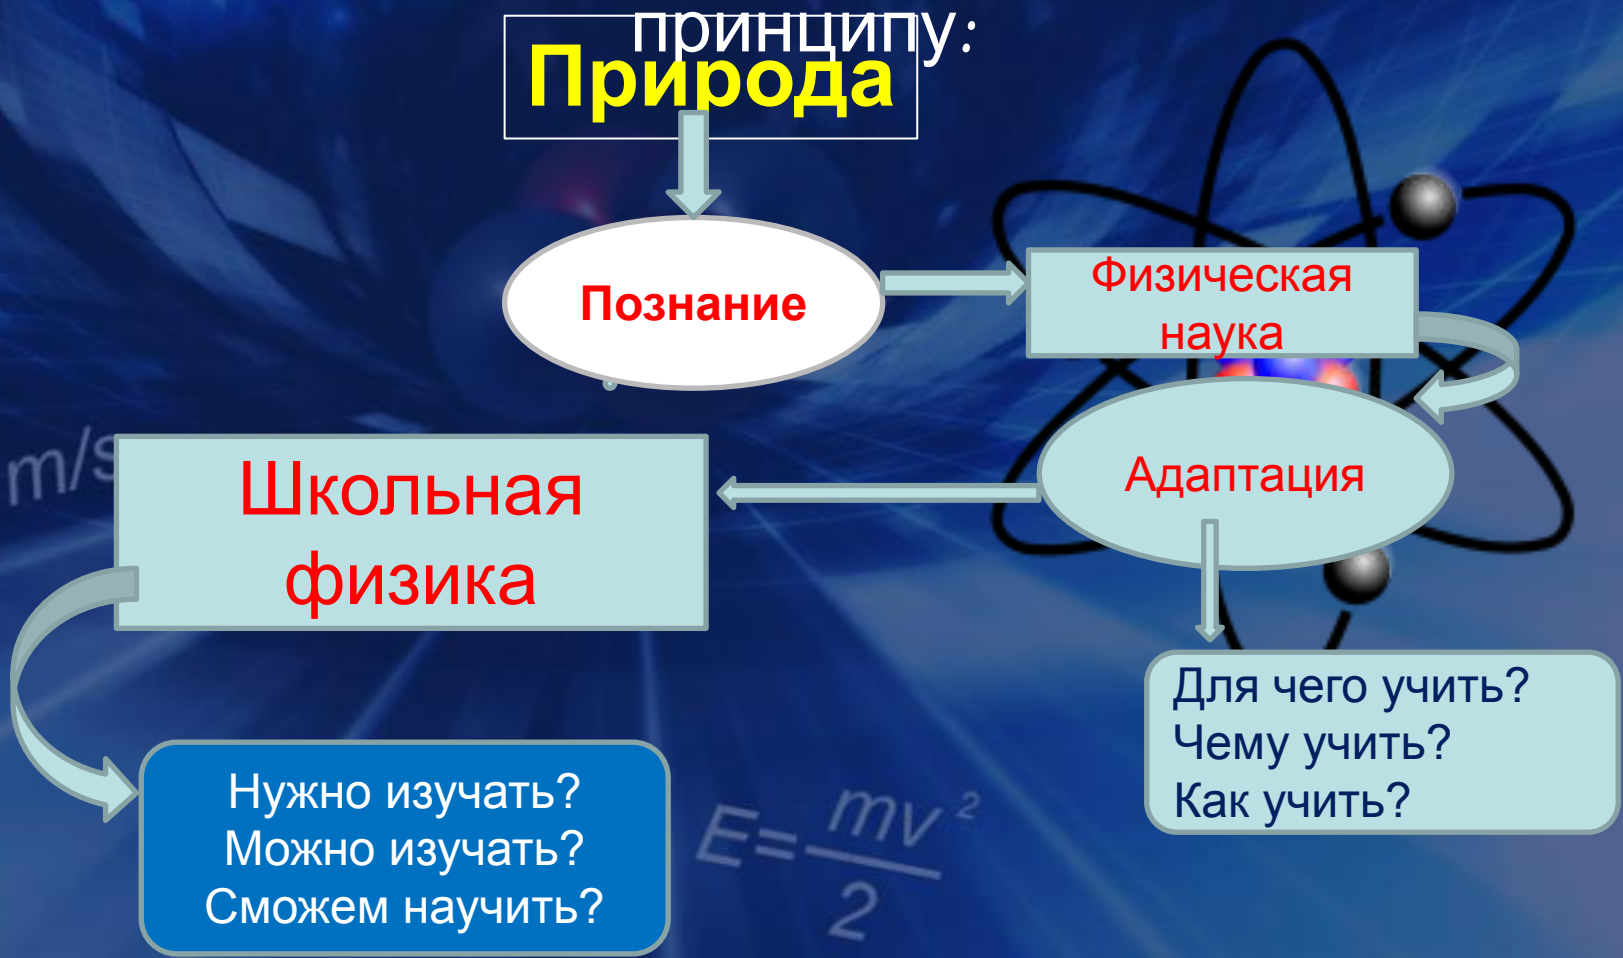 принципу:
Природа
Познание
Физическая
наука
Адаптация
m/s
Школьная
физика
Для чего учить?
Чему учить?
Как учить?
Нужно изучать?
Можно изучать?
Сможем научить?
E=mv²/2